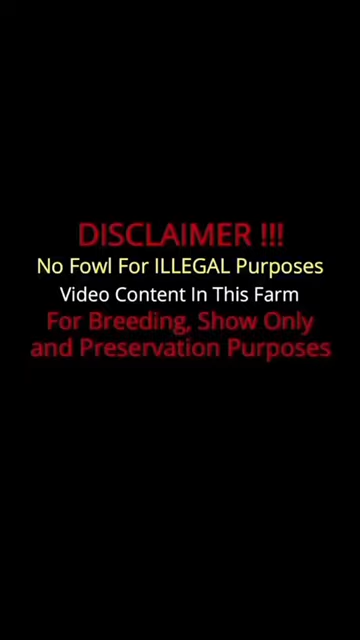 DISCLAIMER !!!
No Fowl For ILLEGAL Purposes
Video Content In This Farm
For Breeding, Show Only
and Preservation Purposes